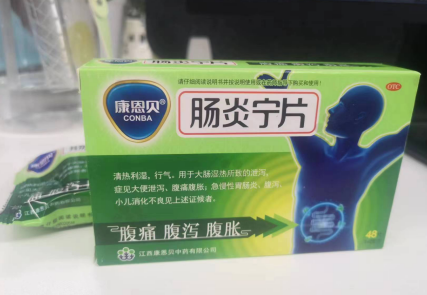 请仔细阅读说明书并按说明使用或在药师指导下购买和使用！
OTC
康恩贝®
CONBA
肠炎宁片
清热利湿，行气。用于大肠湿热所致的泄泻，
症见大便泄泻、腹痛腹胀；急慢性胃肠炎、腹泻、
小儿消化不良见上述证候者。
腹痛 腹泻 腹胀
48
江西康恩贝中药有限公司